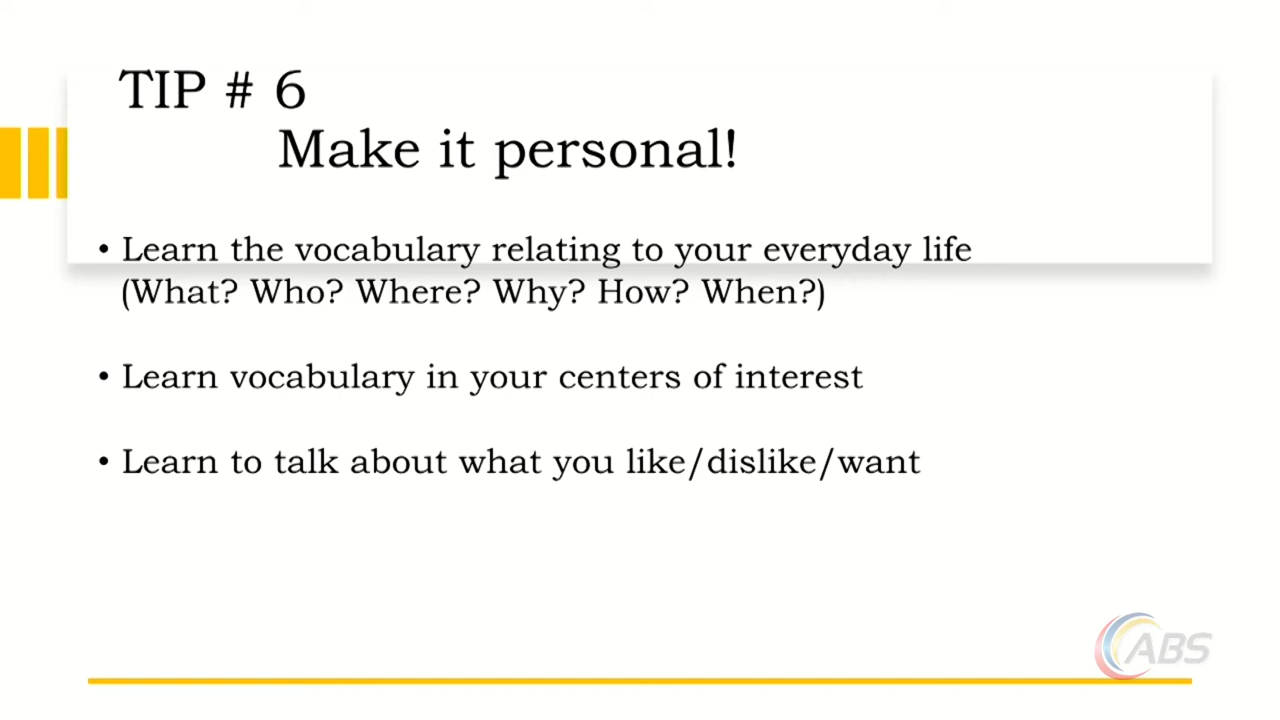 TIP # 6
Make it personal!
• Learn the vocabulary relating to your everyday life
(What? Who? Where? Why? How? When?)
• Learn vocabulary in your centers of interest
• Learn to talk about what you like/dislike/want
ABS